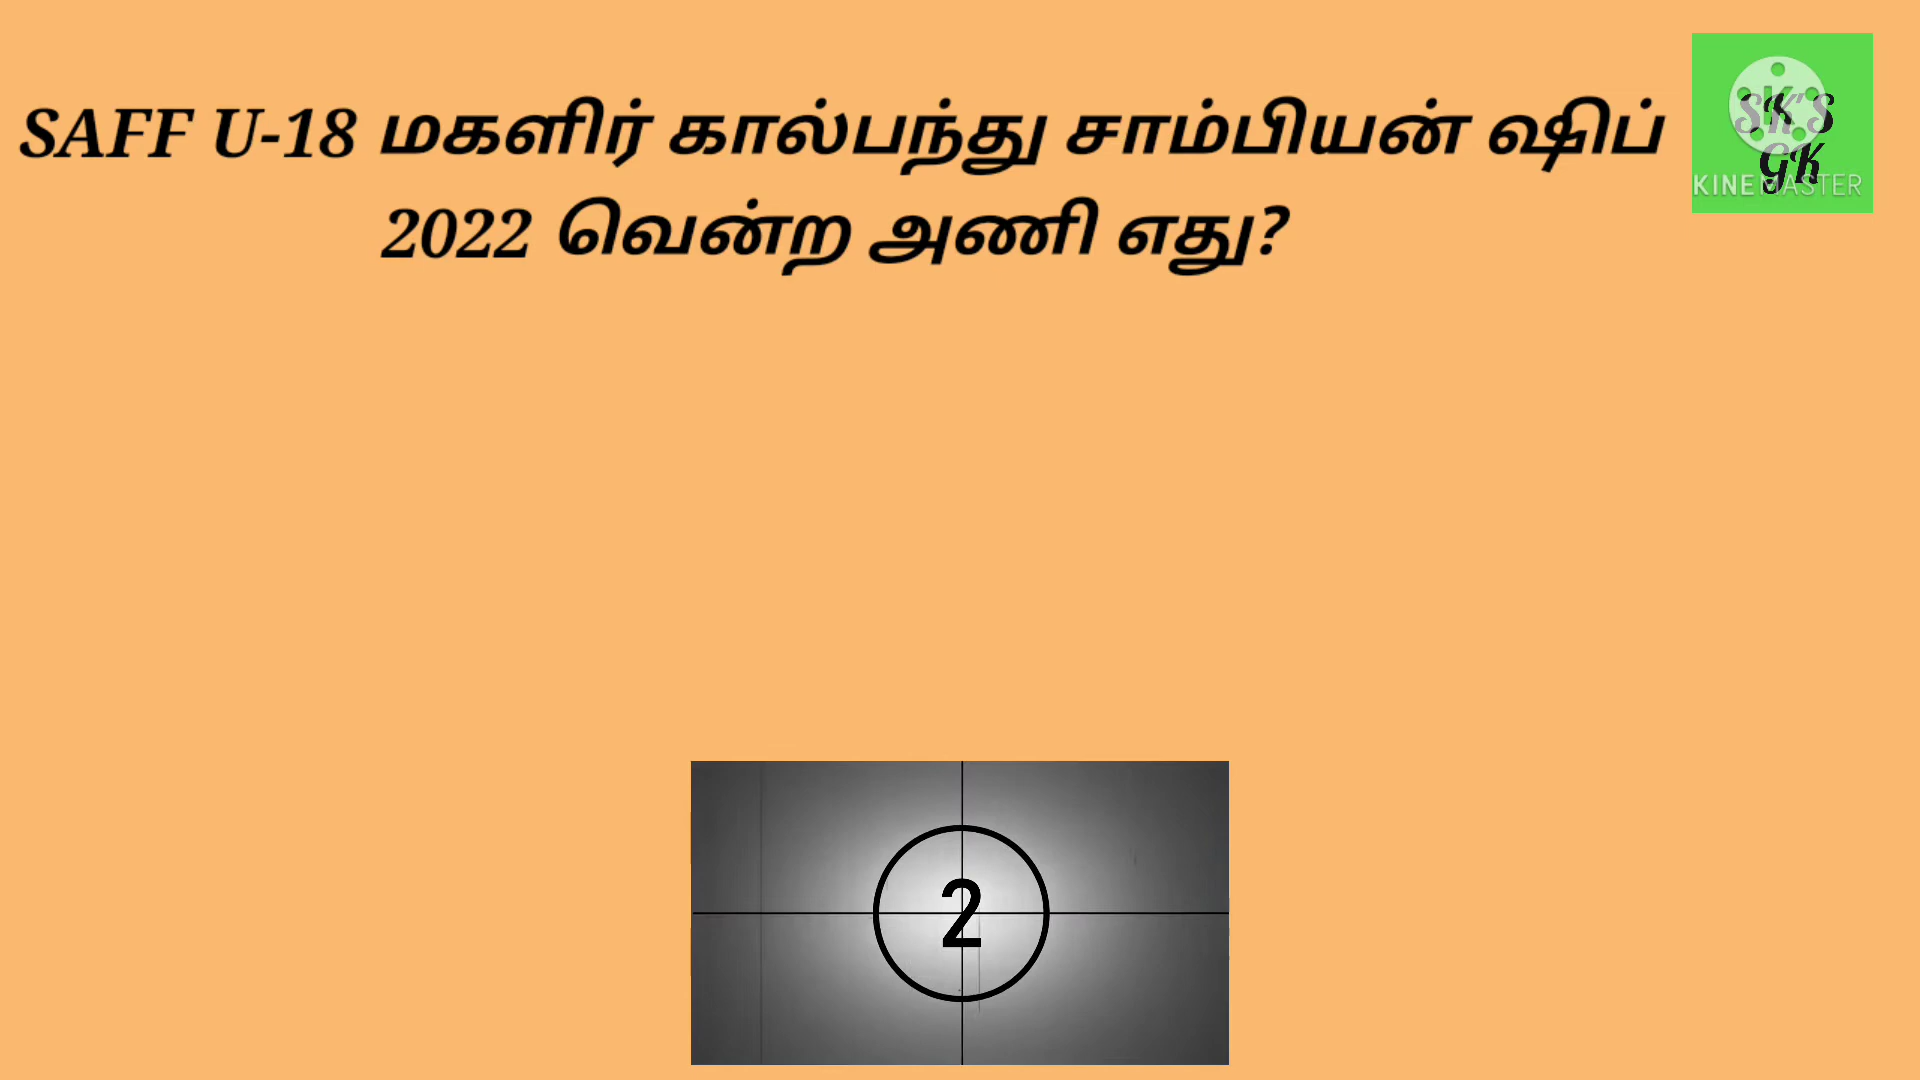 SAFF U-18 மகளிர் கால்பந்து சாம்பியன் ஷிப்
2022 வென்ற அணி எது?
SK'S
GK
KINEMASTER
2